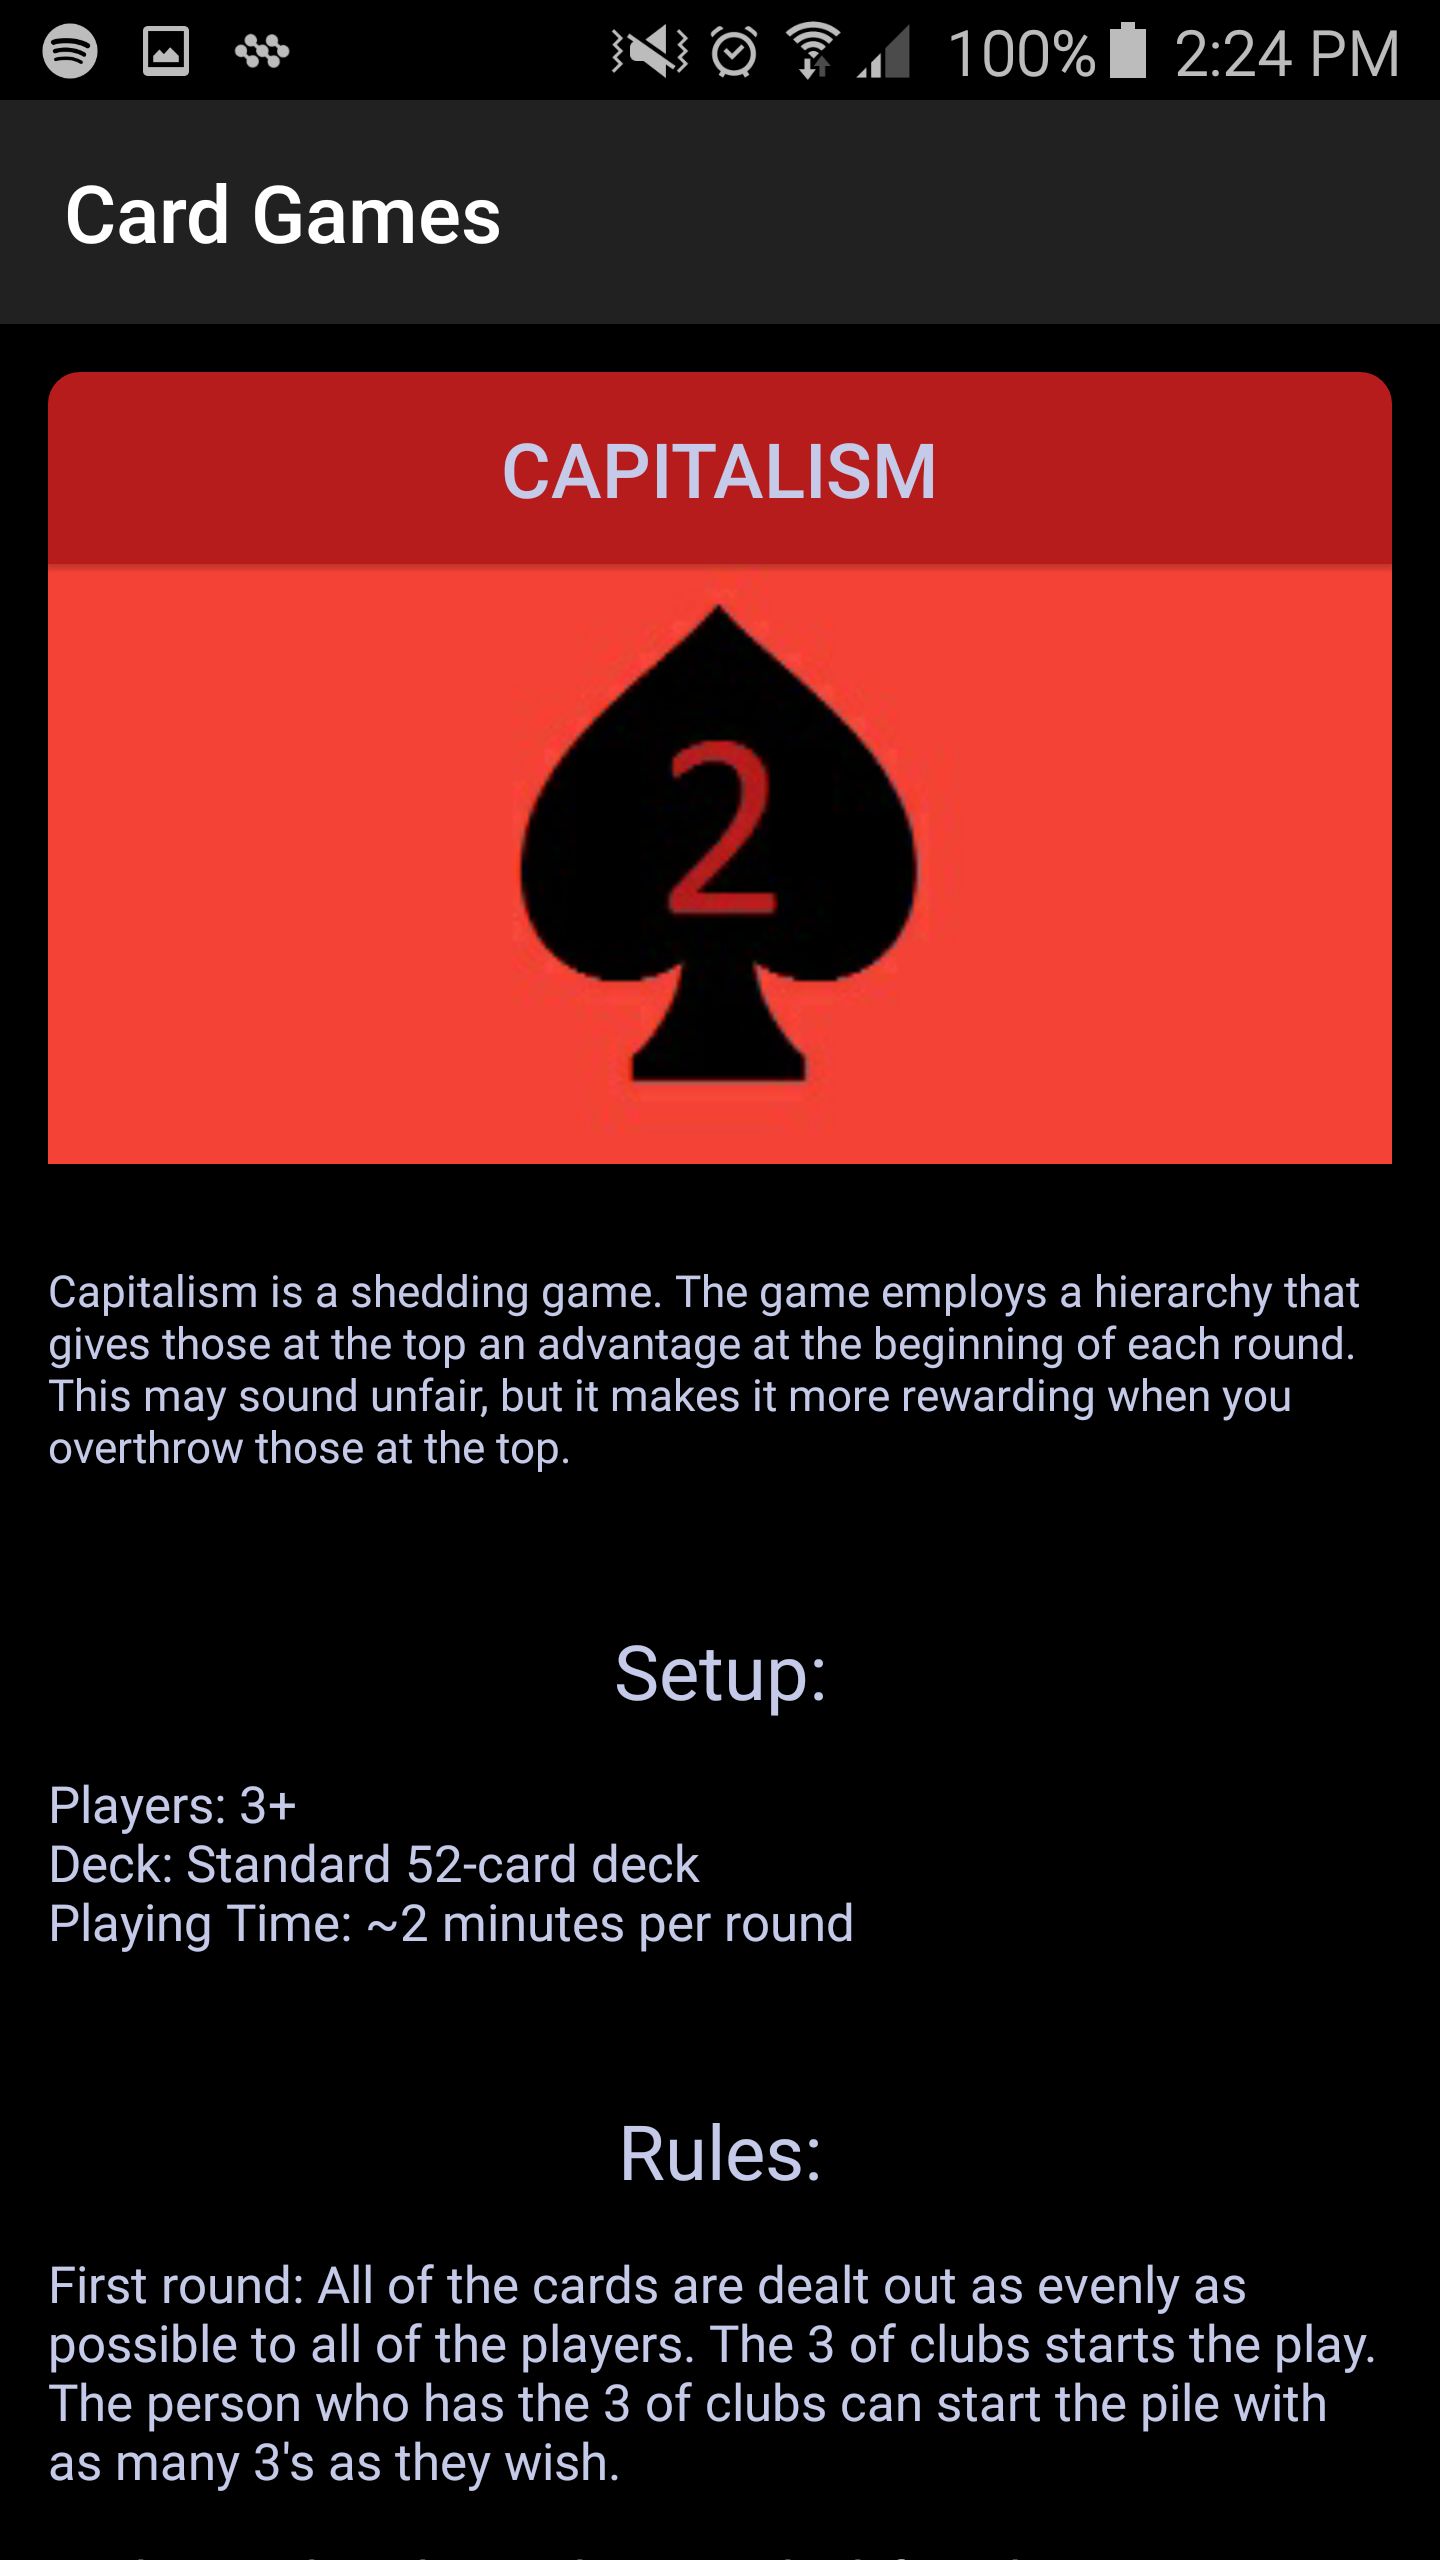 100% 2:24 PM
Card Games
CAPITALISM
2
Capitalism is a shedding game. The game employs a hierarchy that
gives those at the top an advantage at the beginning of each round.
This may sound unfair, but it makes it more rewarding when you
overthrow those at the top.
Setup:
Players: 3+
Deck: Standard 52-card deck
Playing Time: ~2 minutes per round
Rules:
First round: All of the cards are dealt out as evenly as
possible to all of the players. The 3 of clubs starts the play.
The person who has the 3 of clubs can start the pile with
as many 3's as they wish.